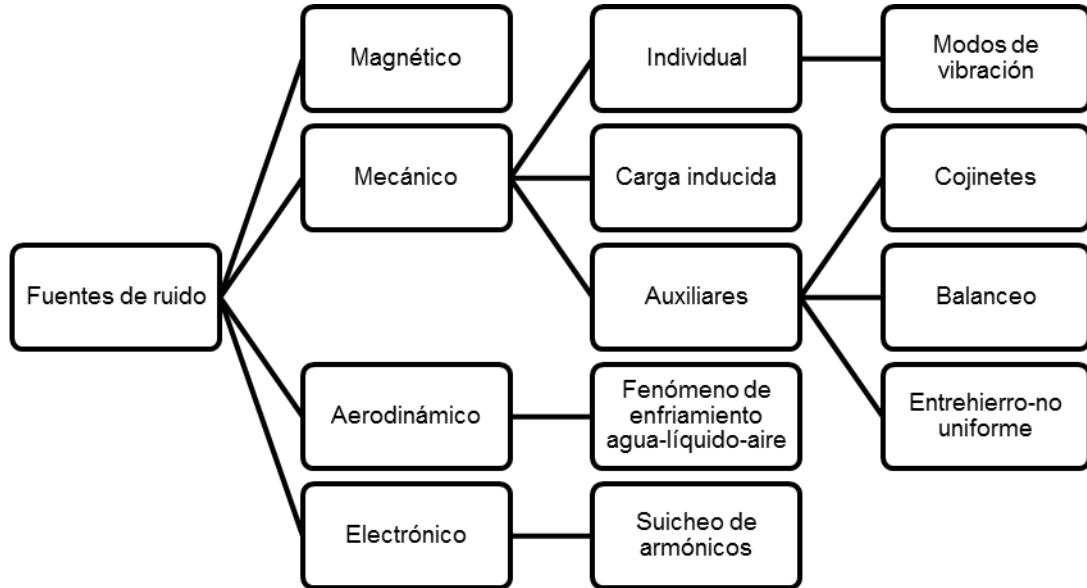 Fuentes de ruido
Magnético
Mecánico
Individual
Modos de
vibración
Carga inducida
Auxiliares
Cojinetes
Balanceo
Entrehierro-no
uniforme
Aerodinámico
Fenómeno de
enfriamiento
agua-líquido-aire
Electrónico
Suicheo de
armónicos